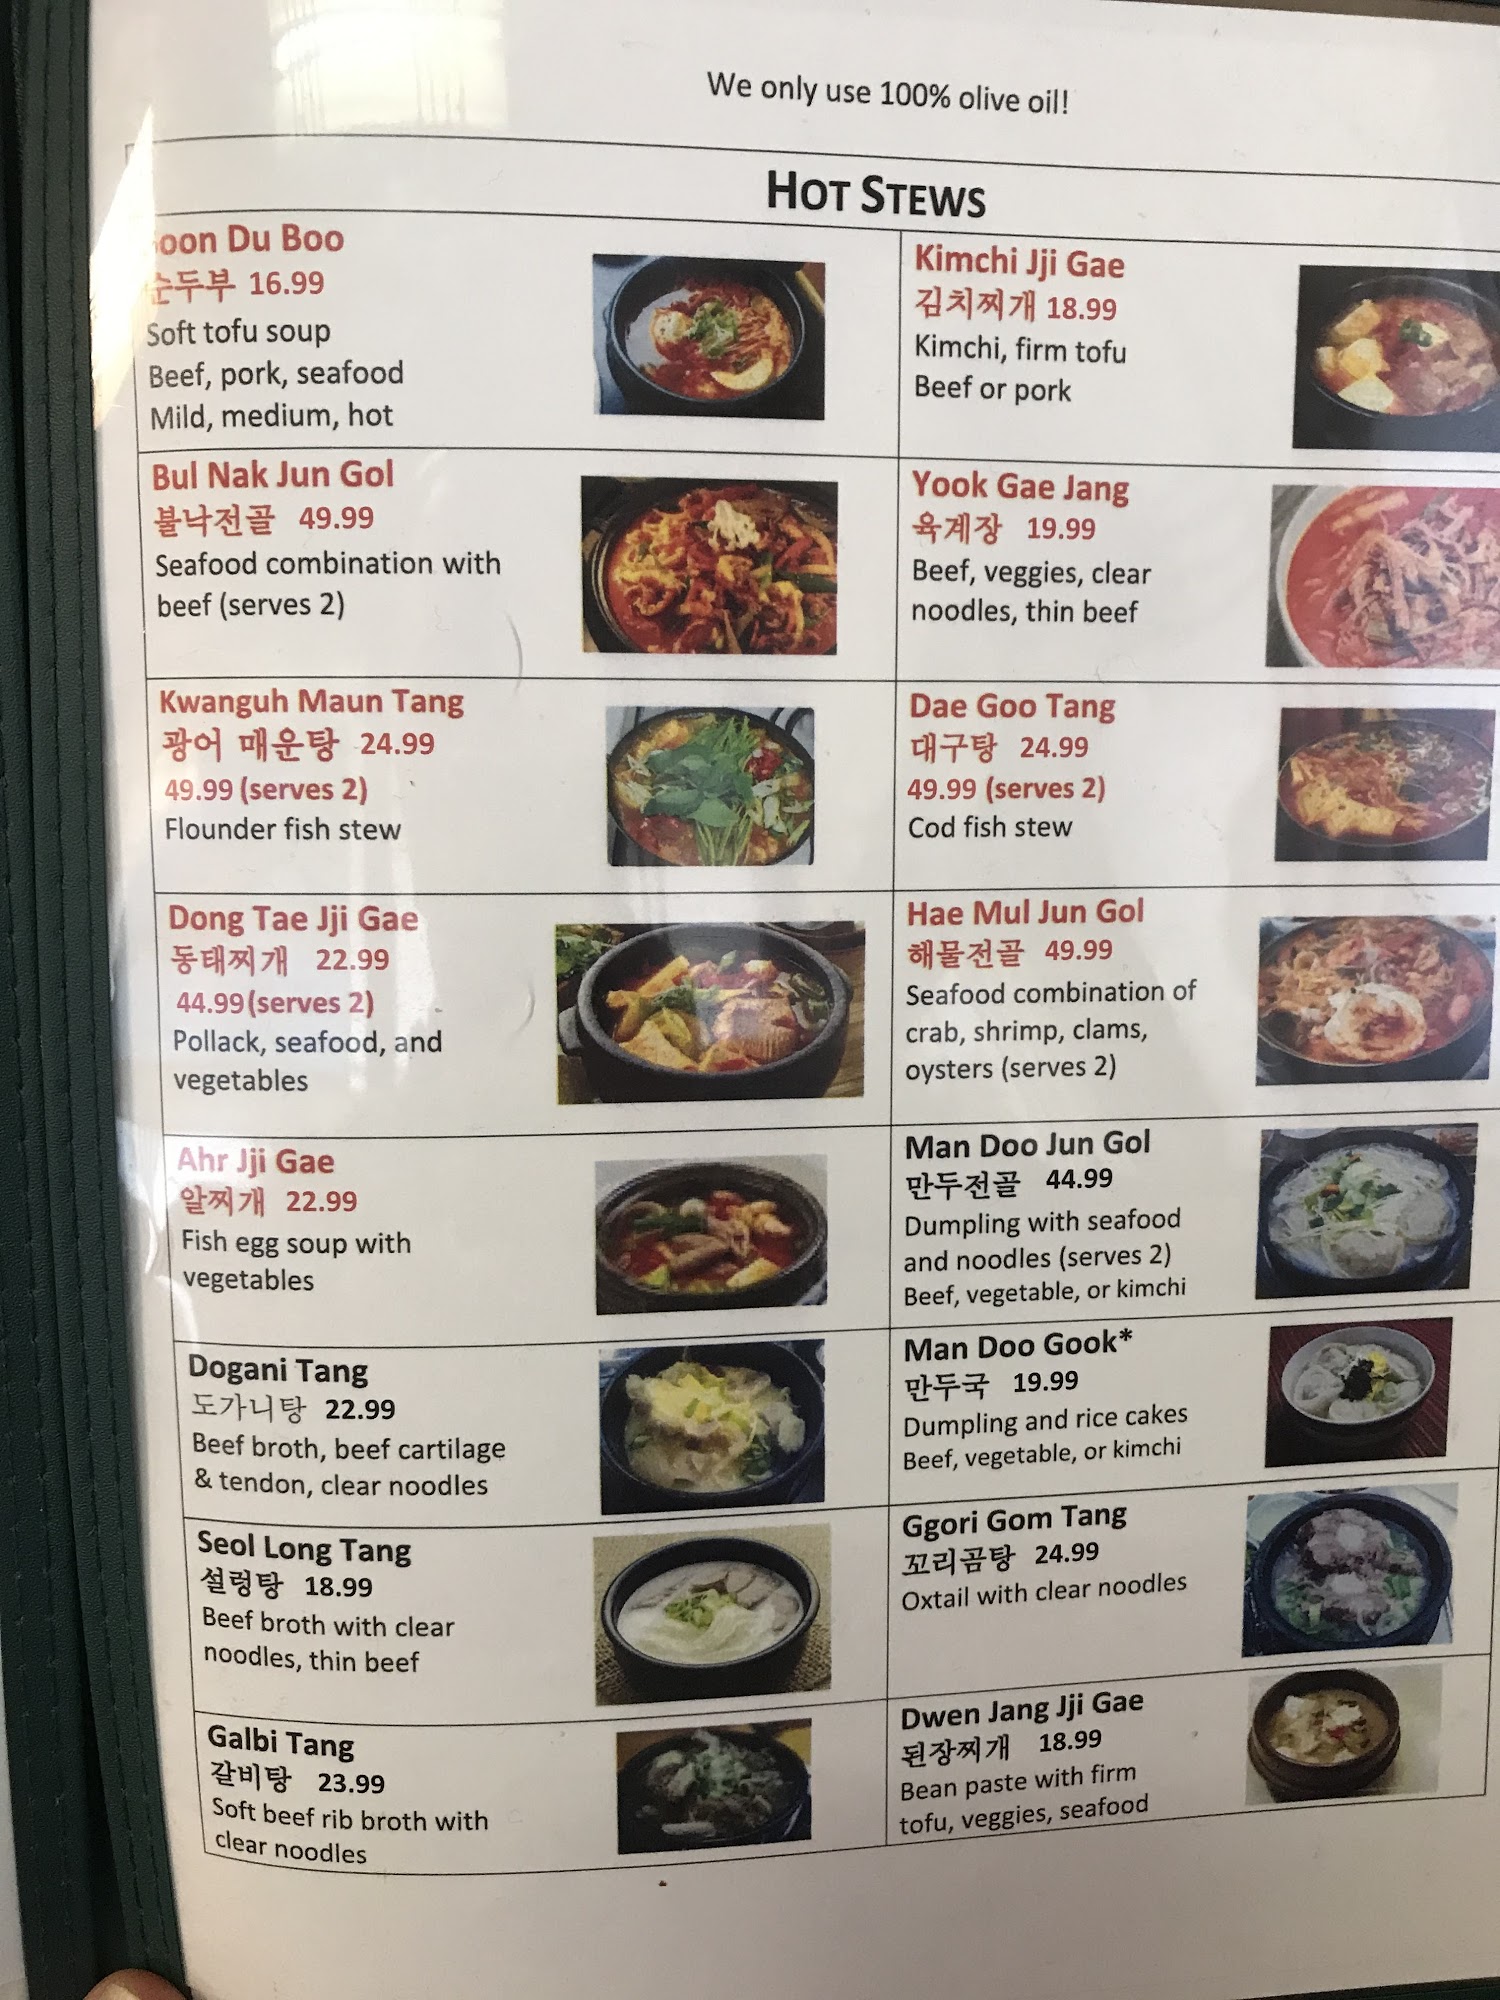 We only use 100% olive oil!
HOT STEWS
Soon Du Boo
순두부 16.99
Soft tofu soup
Beef, pork, seafood
Mild, medium, hot
Kimchi Jji Gae
김치찌개 18.99
Kimchi, firm tofu
Beef or pork
Bul Nak Jun Gol
불낙전골 49.99
Seafood combination with
beef (serves 2)
Yook Gae Jang
육계장 19.99
Beef, veggies, clear
noodles, thin beef
Kwanguh Maun Tang
광어 매운탕 24.99
49.99 (serves 2)
Flounder fish stew
Dae Goo Tang
대구탕 24.99
49.99 (serves 2)
Cod fish stew
Dong Tae Jji Gae
동태찌개 22.99
44.99(serves 2)
Pollack, seafood, and
vegetables
Hae Mul Jun Gol
해물전골 49.99
Seafood combination of
crab, shrimp, clams,
oysters (serves 2)
Ahr Jji Gae
알찌개 22.99
Fish egg soup with
vegetables
Man Doo Jun Gol
만두전골 44.99
Dumpling with seafood
and noodles (serves 2)
Beef, vegetable, or kimchi
Dogani Tang
도가니탕 22.99
Beef broth, beef cartilage
& tendon, clear noodles
Man Doo Gook*
만두국 19.99
Dumpling and rice cakes
Beef, vegetable, or kimchi
Seol Long Tang
설렁탕 18.99
Beef broth with clear
noodles, thin beef
Ggori Gom Tang
꼬리곰탕 24.99
Oxtail with clear noodles
Galbi Tang
갈비탕 23.99
Soft beef rib broth with
clear noodles
Dwen Jang Jji Gae
된장찌개 18.99
Bean paste with firm
tofu, veggies, seafood